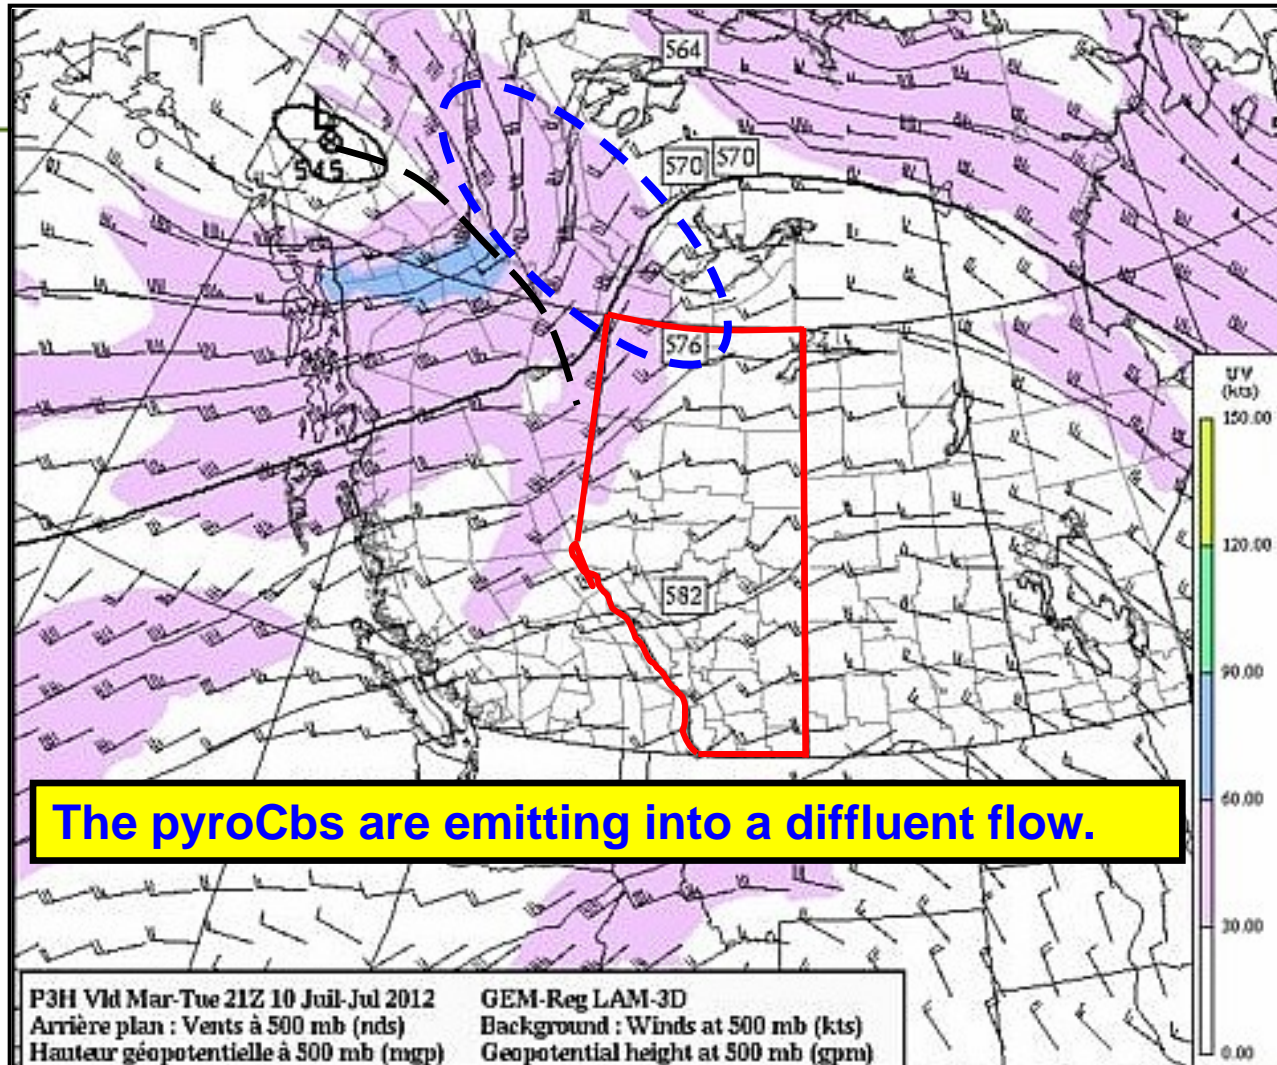 564
L
545
570
570
576
582
UV
(kts)
150.00
120.00
90.00
60.00
30.00
0.00
The pyroCbs are emitting into a diffluent flow.
P3H Vld Mar-Tue 21Z 10 Juil-Jul 2012
Arrière plan : Vents à 500 mb (nds)
Hauteur géopotentielle à 500 mb (mgp)
GEM-Reg LAM-3D
Background : Winds at 500 mb (kts)
Geopotential height at 500 mb (gpm)